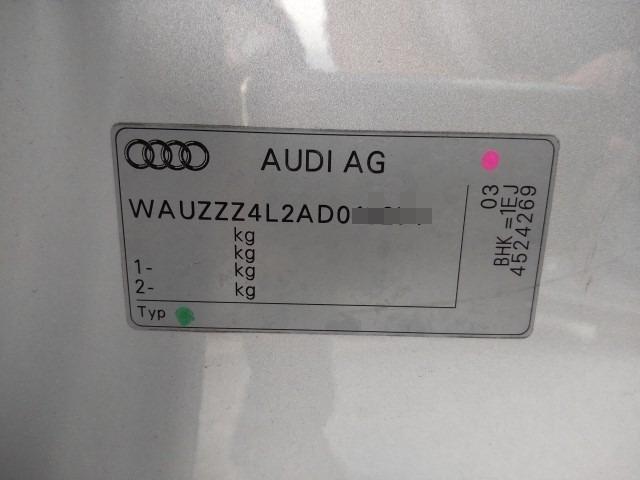 AUDI AG
WAUZZZ4L2AD0
kg
kg
1- kg
2- kg
Typ
03
BHK =1EJ
4524269